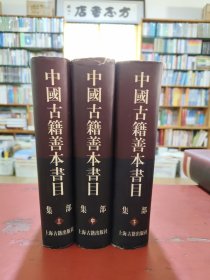 店書志方
中國古籍善本書目
集部
上
上海古籍出版社
中國古籍善本書目
集部
中
上海古籍出版社
中國古籍善本書目
集部
下
上海古籍出版社